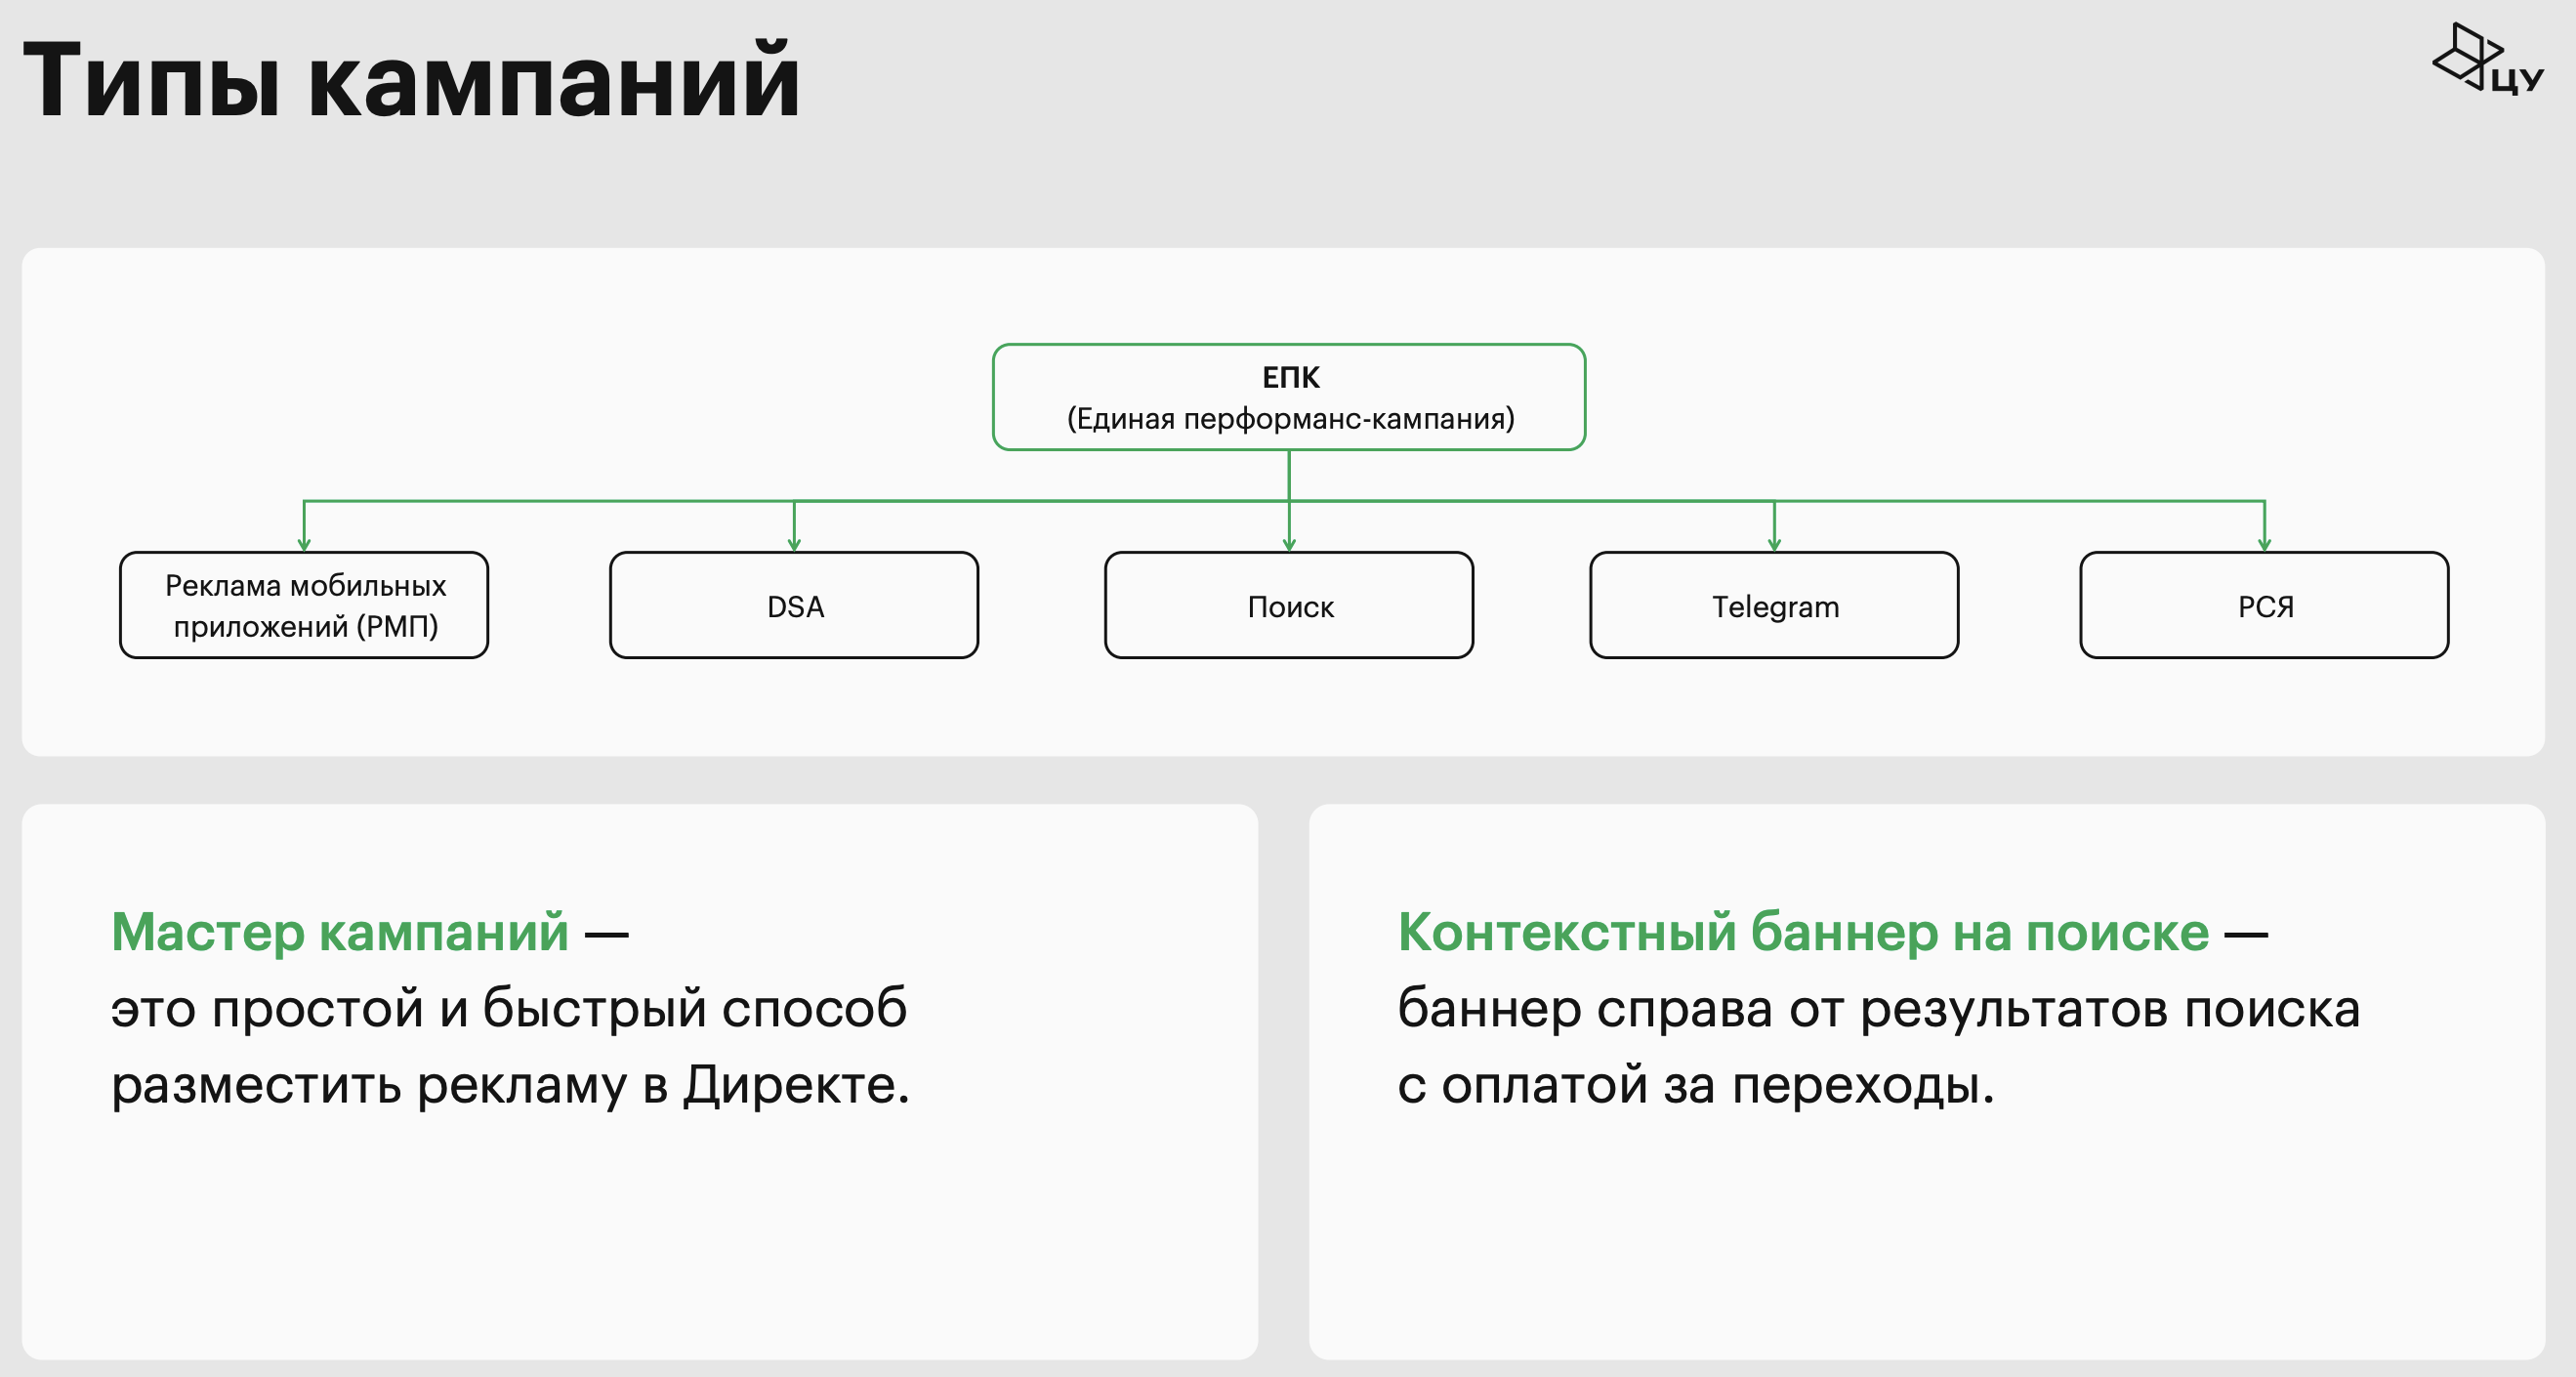 Типы кампаний
ЦУ
ЕПК
(Единая перформанс-кампания)
Реклама мобильных
приложений (РМП)
DSA
Поиск
Telegram
РСЯ
Мастер кампаний —
это простой и быстрый способ
разместить рекламу в Директе.
Контекстный баннер на поиске —
баннер справа от результатов поиска
с оплатой за переходы.